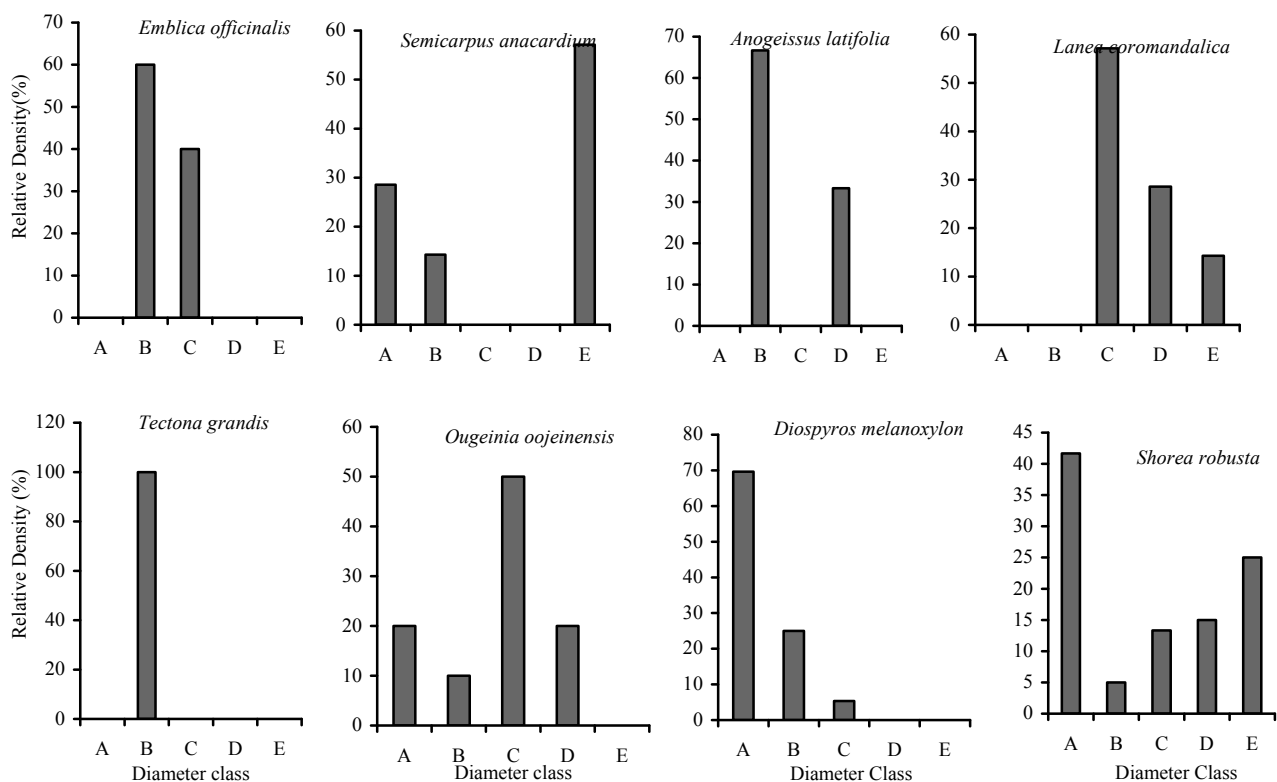 Emblica officinalis
Relative Density(%)
70
60
50
40
30
20
10
0
A B C D E
Semicarpus anacardium
60
50
40
30
20
10
0
A B C D E
Anogeissus latifolia
70
60
50
40
30
20
10
0
A B C D E
Lanea coromandalica
60
50
40
30
20
10
0
A B C D E
Tectona grandis
Relative Density (%)
120
100
80
60
40
20
0
A B C D E
Diameter class
Ougeinia oojeinensis
60
50
40
30
20
10
0
A B C D E
Diameter class
Diospyros melanoxylon
80
70
60
50
40
30
20
10
0
A B C D E
Diameter Class
Shorea robusta
45
40
35
30
25
20
15
10
5
0
A B C D E
Diameter Class